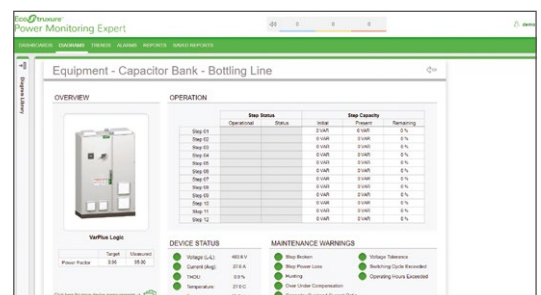 EcoStruxure
Power Monitoring Expert
0 0 0
demo
DASHBOARDS DIAGRAMS TRENDS ALARMS REPORTS SAVED REPORTS
Diagrams Library
Equipment - Capacitor Bank - Bottling Line
OVERVIEW
OPERATION
Step Status Step Capacity
Operational Status Initial Present Remaining
Step 01 0 VAR 0 VAR 0 %
Step 02 0 VAR 0 VAR 0 %
Step 03 0 VAR 0 VAR 0 %
Step 04 0 VAR 0 VAR 0 %
Step 05 0 VAR 0 VAR 0 %
Step 06 0 VAR 0 VAR 0 %
Step 07 0 VAR 0 VAR 0 %
Step 08 0 VAR 0 VAR 0 %
Step 09 0 VAR 0 VAR 0 %
Step 10 0 VAR 0 VAR 0 %
Step 11 0 VAR 0 VAR 0 %
Step 12 0 VAR 0 VAR 0 %
VarPlus Logic
Target Measured
Power Factor
DEVICE STATUS
Voltage (L-L):
Current (Avg):
THDU 0.0 %
Temperature
MAINTENANCE WARNINGS
Step Broken Voltage Tolerance
Step Power Loss Switching Cycle Exceeded
Hunting Operating Hours Exceeded
Over Under Compensation